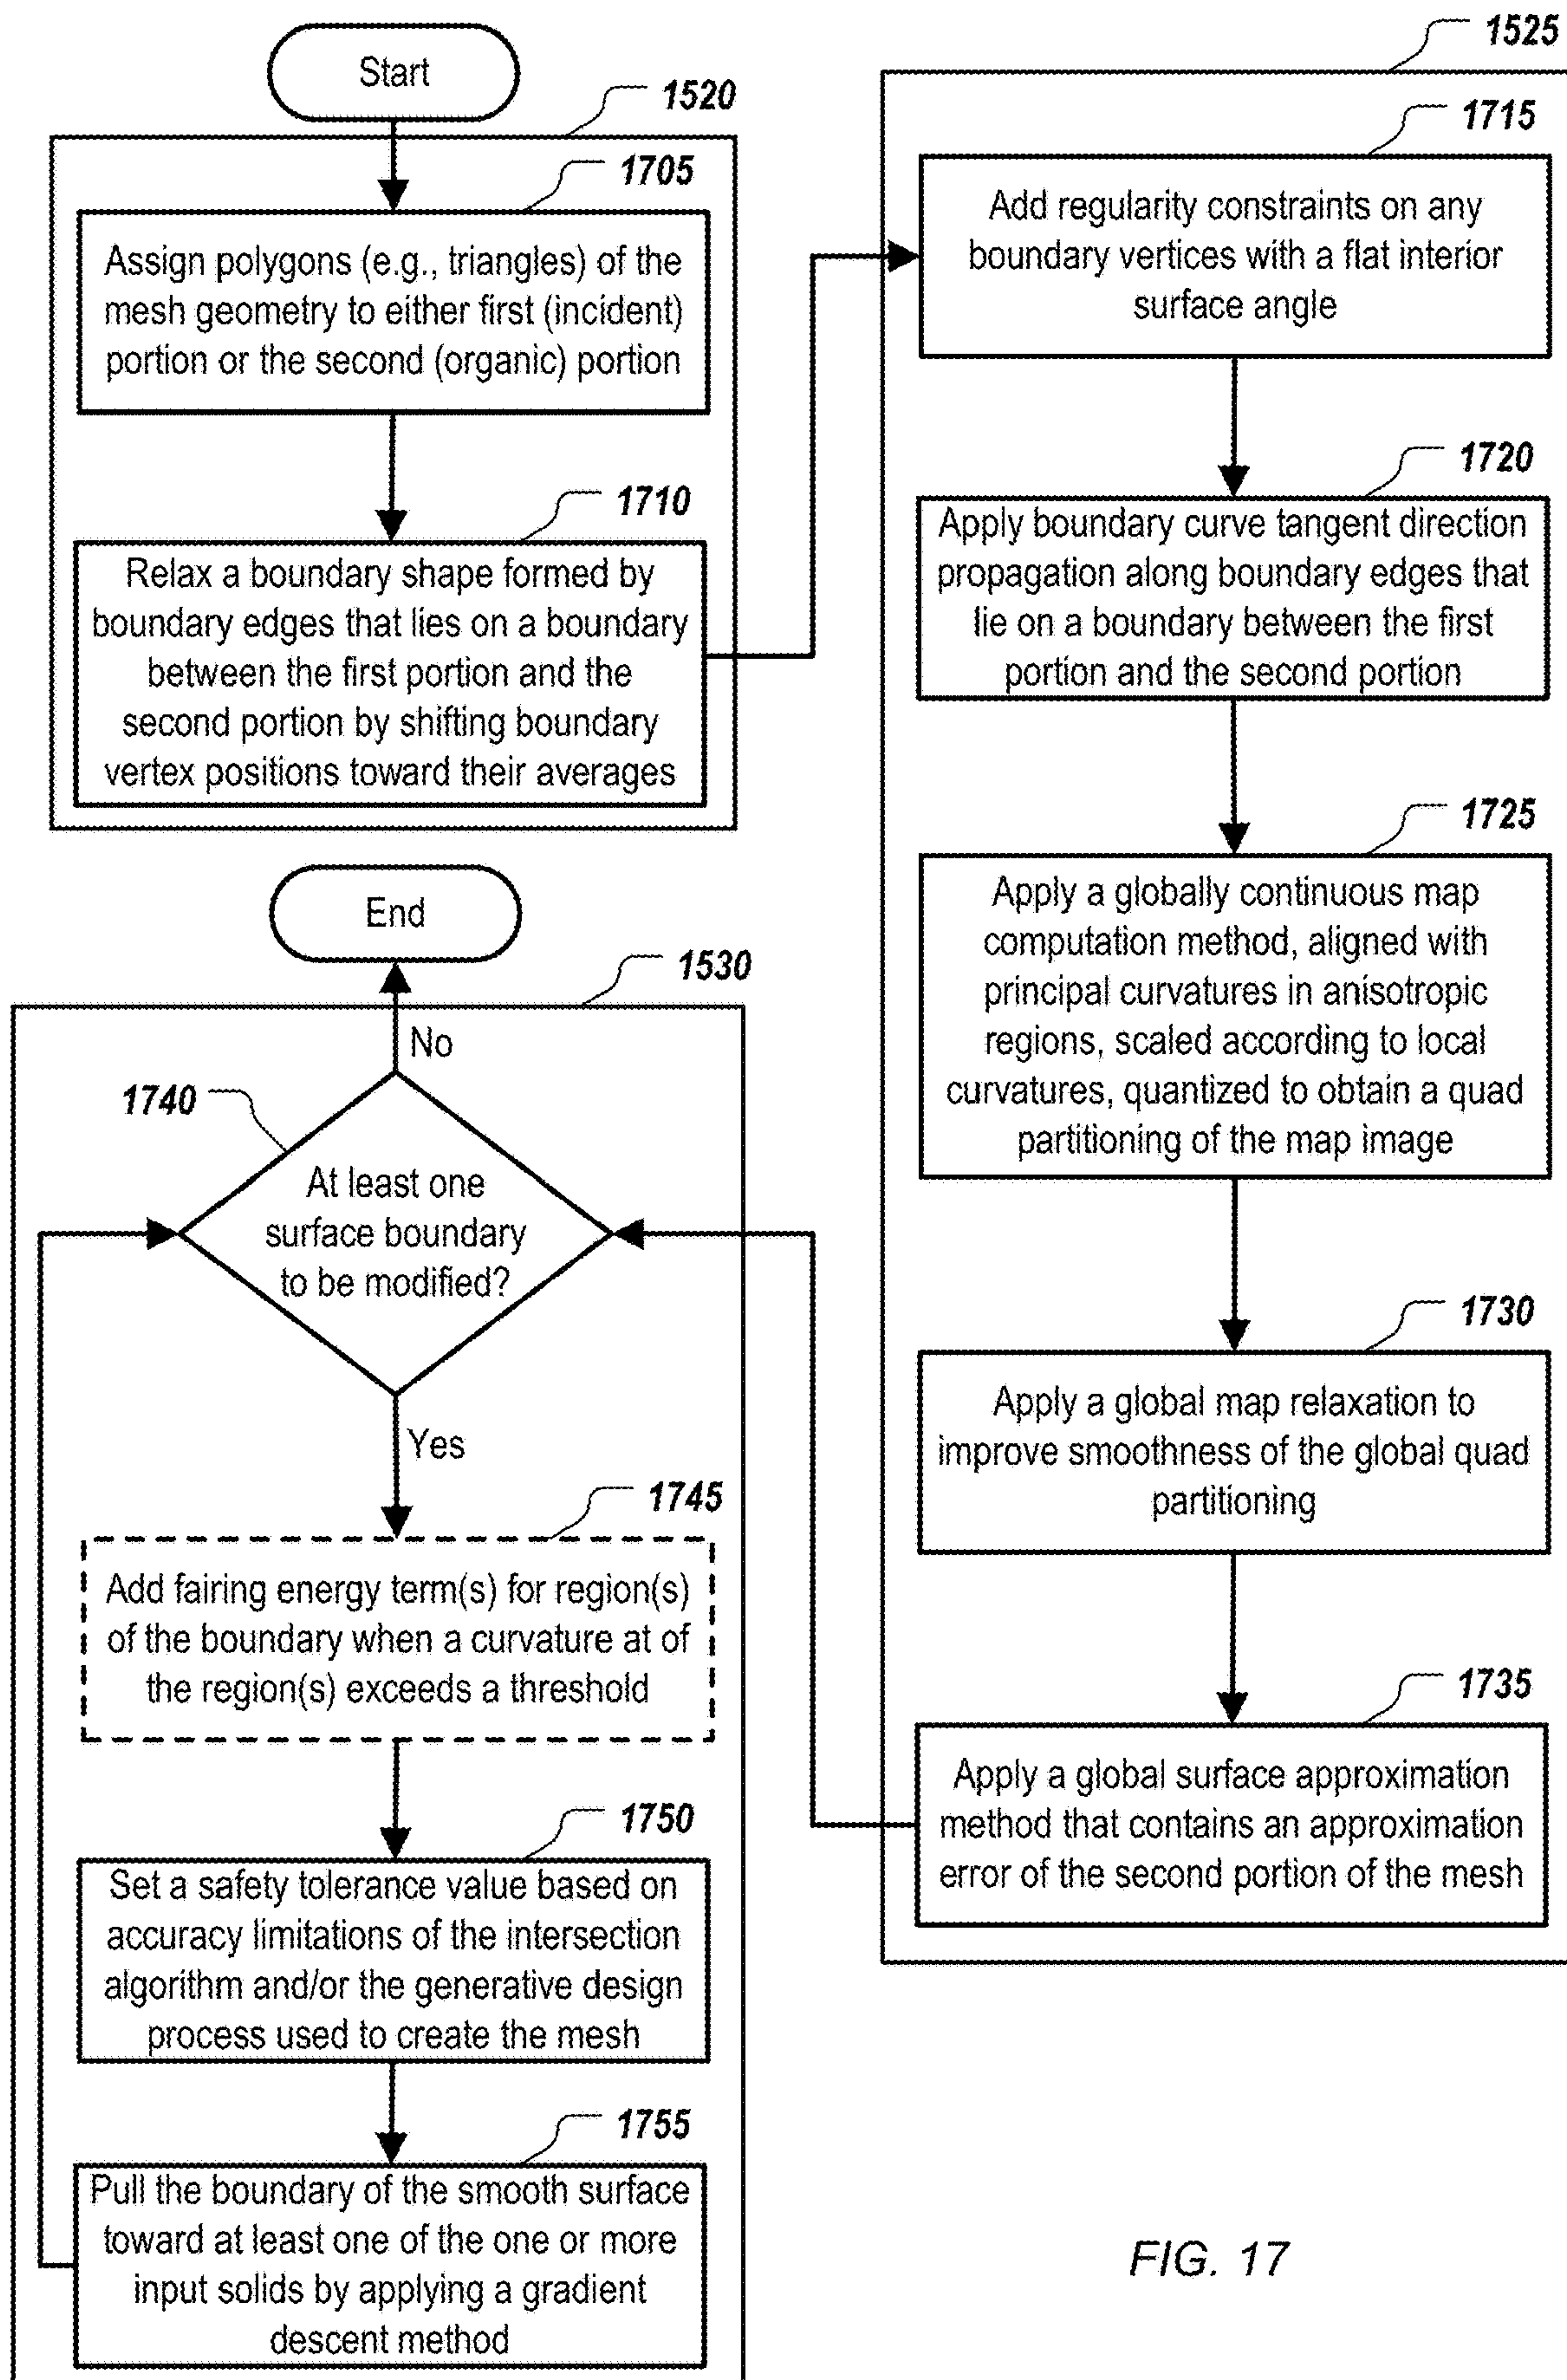 Start
1520
1705
Assign polygons (e.g., triangles) of the
mesh geometry to either first (incident)
portion or the second (organic) portion
1710
Relax a boundary shape formed by
boundary edges that lies on a boundary
between the first portion and the
second portion by shifting boundary
vertex positions toward their averages
1525
1715
Add regularity constraints on any
boundary vertices with a flat interior
surface angle
1720
Apply boundary curve tangent direction
propagation along boundary edges that
lie on a boundary between the first
portion and the second portion
1725
Apply a globally continuous map
computation method, aligned with
principal curvatures in anisotropic
regions, scaled according to local
curvatures, quantized to obtain a quad
partitioning of the map image
1730
Apply a global map relaxation to
improve smoothness of the global quad
partitioning
1735
Apply a global surface approximation
method that contains an approximation
error of the second portion of the mesh
End
1530
No
1740
At least one
surface boundary
to be modified?
Yes
1745
Add fairing energy term(s) for region(s)
of the boundary when a curvature at of
the region(s) exceeds a threshold
1750
Set a safety tolerance value based on
accuracy limitations of the intersection
algorithm and/or the generative design
process used to create the mesh
1755
Pull the boundary of the smooth surface
toward at least one of the one or more
input solids by applying a gradient
descent method
FIG. 17